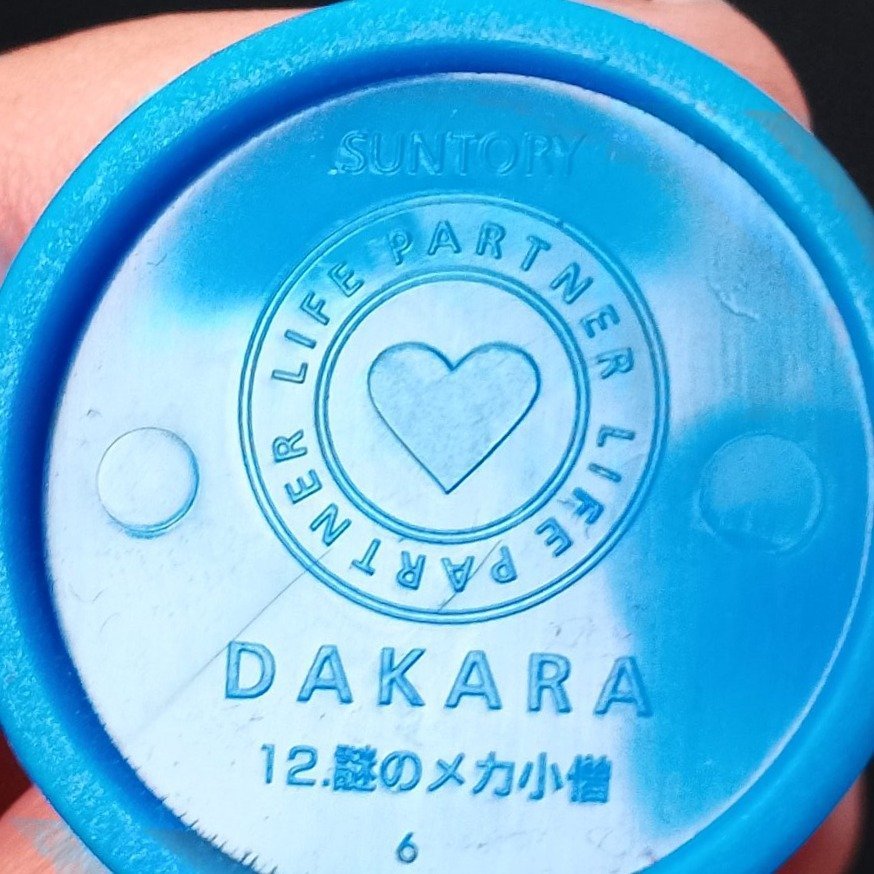 SUNTORY
LIFE PARTNER LIFE PARTNER
DAKARA
12.謎のメカ小僧
6